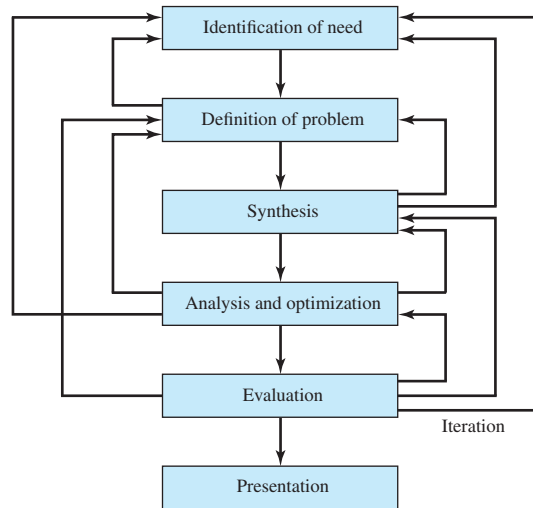 Identification of need
Definition of problem
Synthesis
Analysis and optimization
Evaluation
Iteration
Presentation